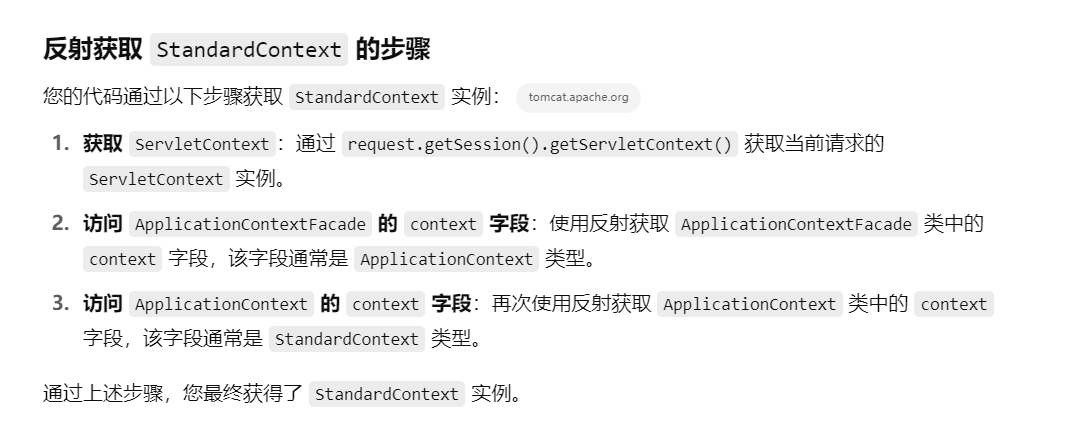 反射获取 StandardContext 的步骤
您的代码通过以下步骤获取 StandardContext 实例： tomcat.apache.org
1. 获取 ServletContext：通过 request.getSession().getServletContext() 获取当前请求的
ServletContext 实例。
2. 访问 ApplicationContextFacade 的 context 字段：使用反射获取 ApplicationContextFacade 类中的
context 字段，该字段通常是 ApplicationContext 类型。
3. 访问 ApplicationContext 的 context 字段：再次使用反射获取 ApplicationContext 类中的 context
字段，该字段通常是 StandardContext 类型。
通过上述步骤，您最终获得了 StandardContext 实例。